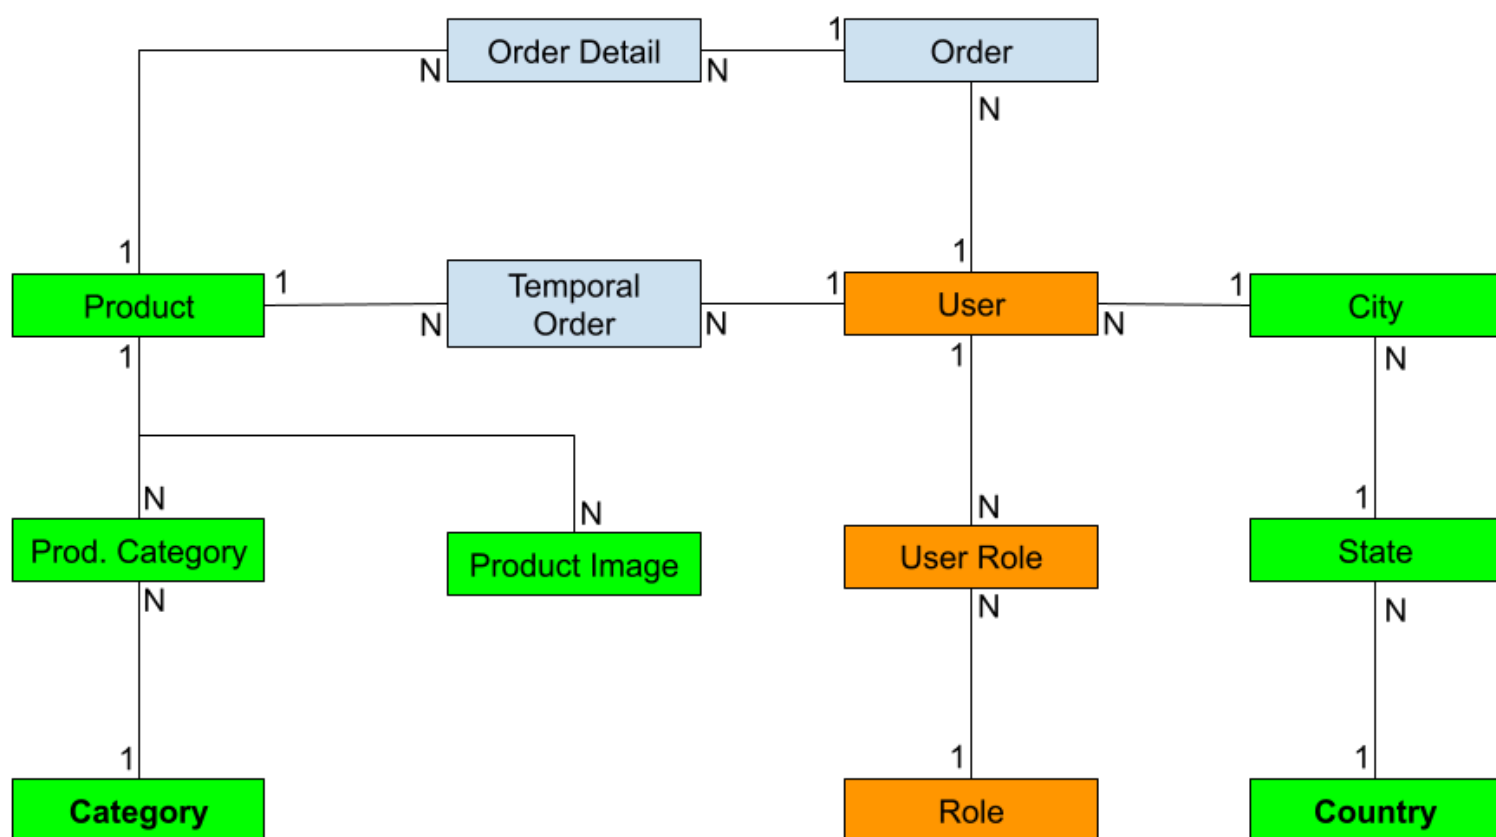 Order Detail
Order
1
N
N
N
1
1
Product
1
N
Temporal
Order
1
N
User
N
1
City
1
1
N
N
N
N
1
Prod. Category
Product Image
User Role
State
N
N
N
1
1
1
Category
Role
Country